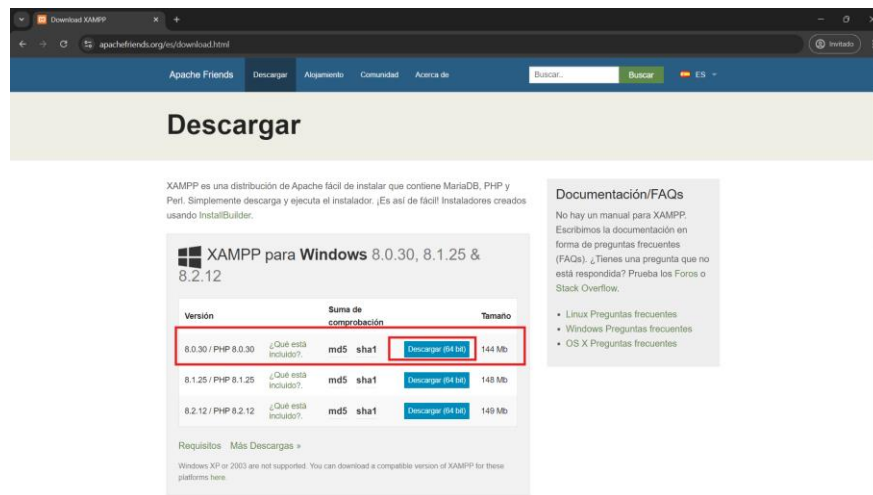 Download XAMPP
apachefriends.org/es/download.html
Invitado
Apache Friends Descargar Alojamiento Comunidad Acerca de Buscar.. Buscar ES
Descargar
XAMPP es una distribución de Apache fácil de instalar que contiene MariaDB, PHP y
Perl. Simplemente descarga y ejecuta el instalador. ¡Es así de fácil! Instaladores creados
usando InstallBuilder.
XAMPP para Windows 8.0.30, 8.1.25 &
8.2.12
Versión Suma de comprobación Tamaño
8.0.30 / PHP 8.0.30 ¿Qué está incluido?. md5 sha1 Descargar (64 bit) 144 Mb
8.1.25 / PHP 8.1.25 ¿Qué está incluido?. md5 sha1 Descargar (64 bit) 148 Mb
8.2.12 / PHP 8.2.12 ¿Qué está incluido?. md5 sha1 Descargar (64 bit) 149 Mb
Requisitos Más Descargas »
Windows XP or 2003 are not supported. You can download a compatible version of XAMPP for these
platforms here.
Documentación/FAQs
No hay un manual para XAMPP.
Escribimos la documentación en
forma de preguntas frecuentes
(FAQs). ¿Tienes una pregunta que no
está respondida? Prueba los Foros o
Stack Overflow.
Linux Preguntas frecuentes
Windows Preguntas frecuentes
OS X Preguntas frecuentes